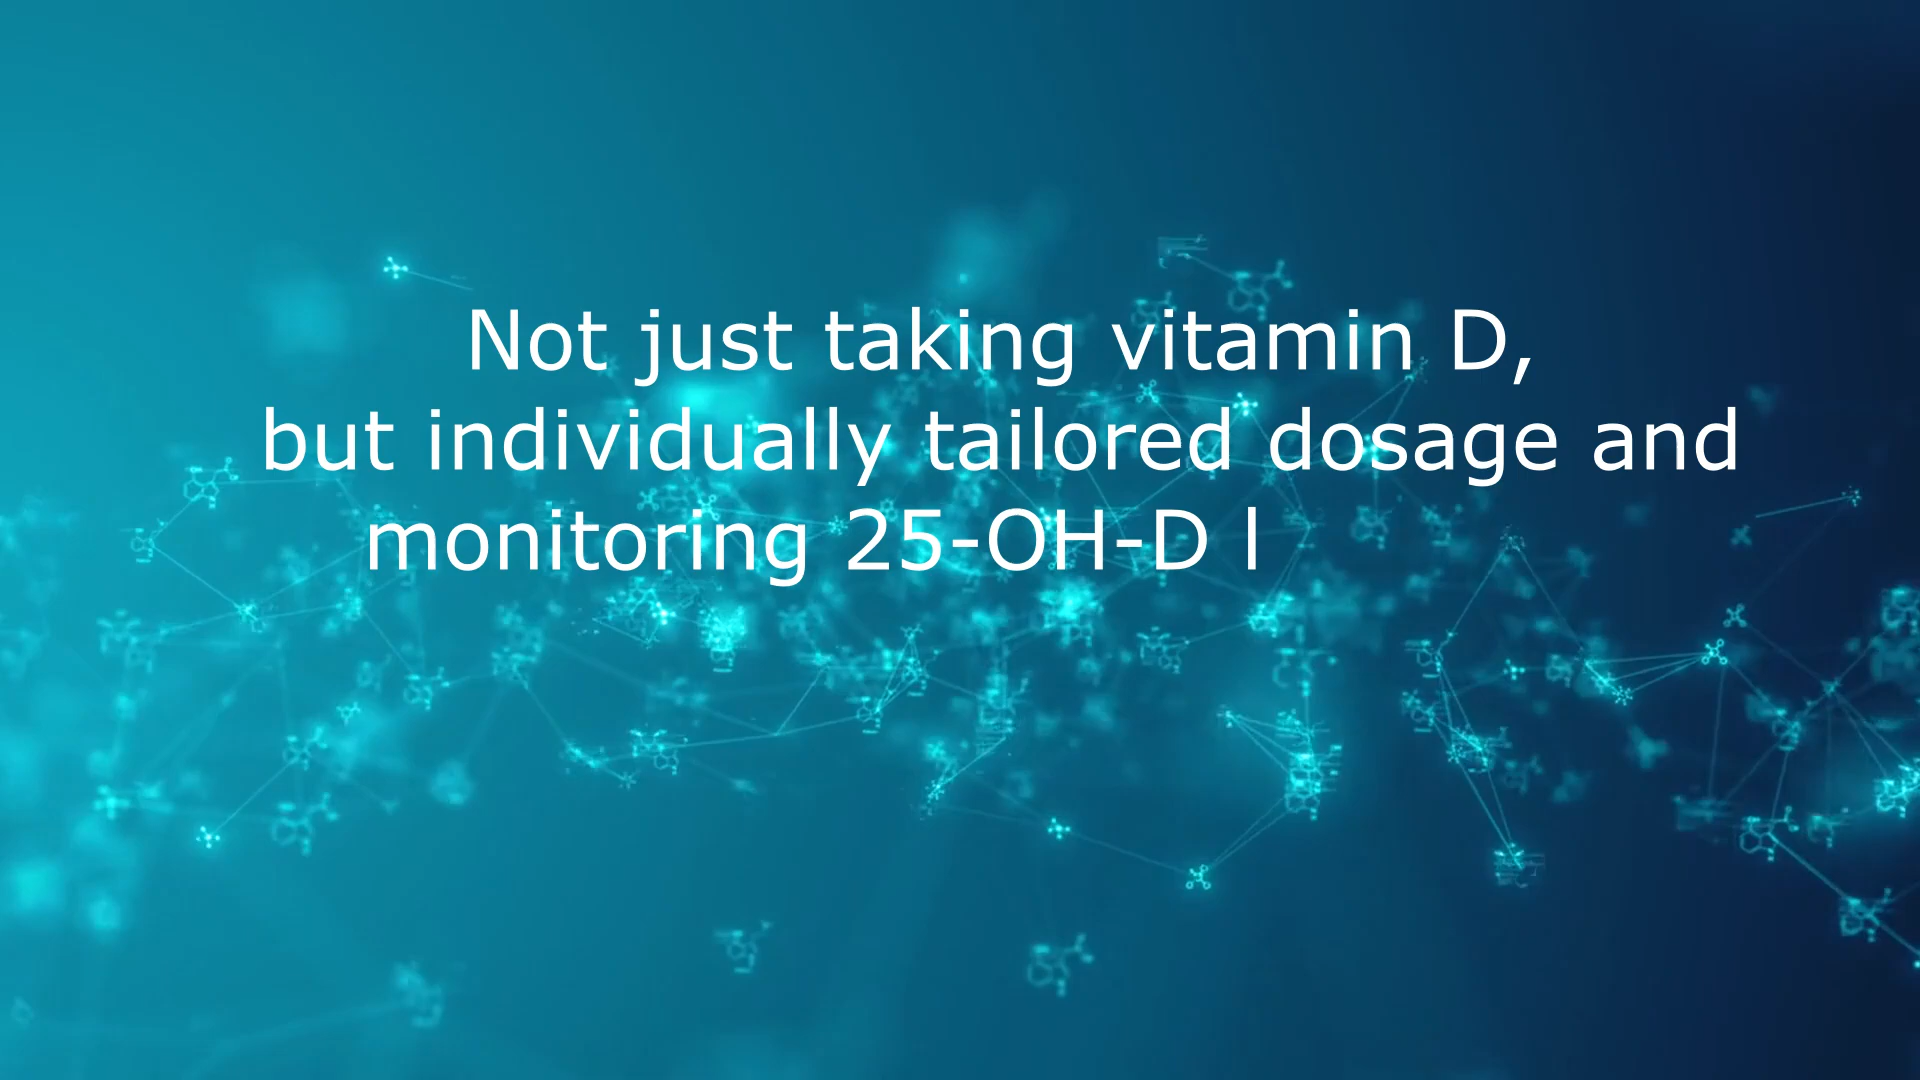 Not just taking vitamin D,
but individually tailored dosage and
monitoring 25-OH-D l